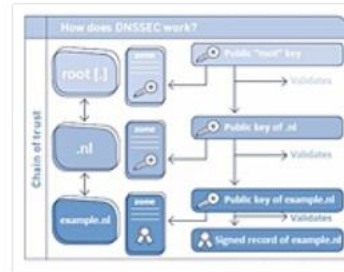 How does DNSSEC work?
Chain of trust
root [.]
zone
Public "root" key
Validates
.nl
zone
Public key of .nl
Validates
example.nl
zone
Public key of example.nl
Validates
Signed record of example.nl